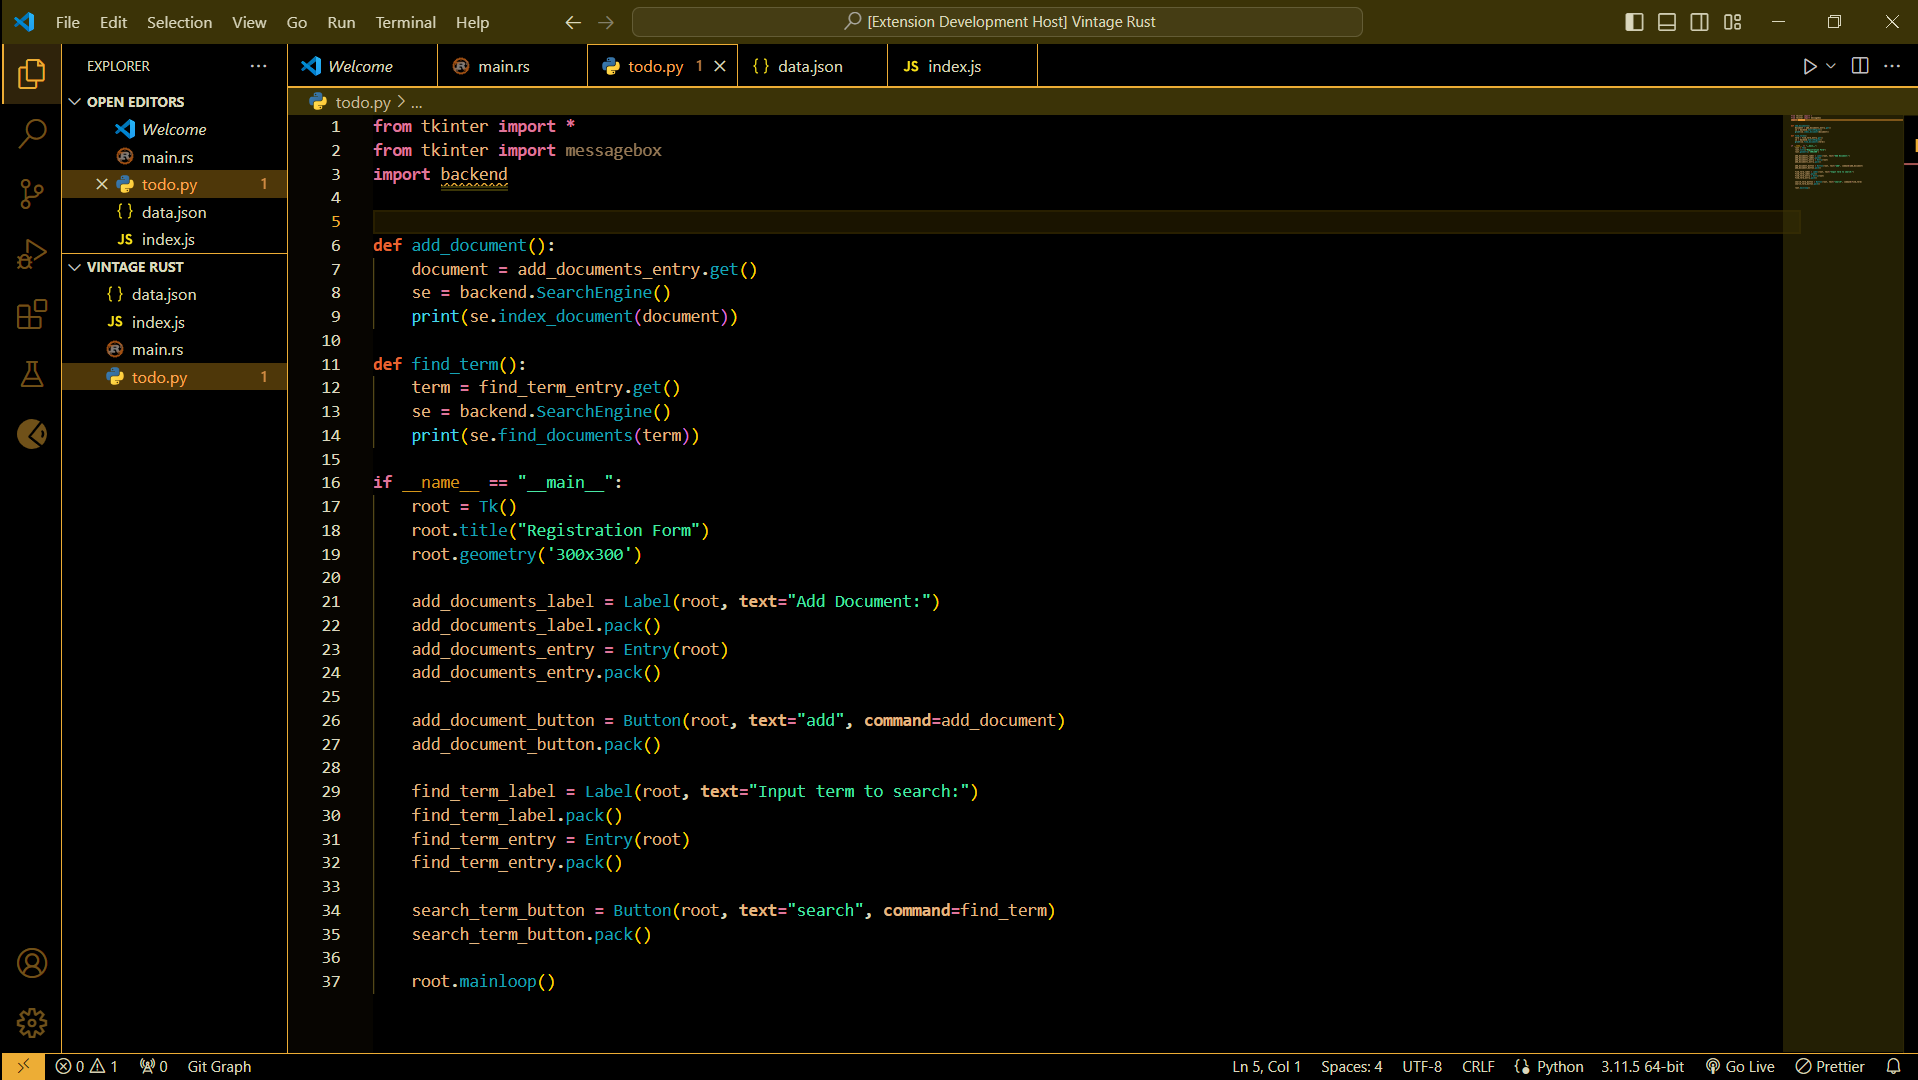 File Edit Selection View Go Run Terminal Help
[Extension Development Host] Vintage Rust
EXPLORER
OPEN EDITORS
Welcome
main.rs
todo.py 1
{} data.json
JS index.js
VINTAGE RUST
{} data.json
JS index.js
main.rs
todo.py 1
Welcome
main.rs
todo.py 1
{} data.json
JS index.js
todo.py > ...
1 from tkinter import *
2 from tkinter import messagebox
3 import backend
4
5
6 def add_document():
7     document = add_documents_entry.get()
8     se = backend.SearchEngine()
9     print(se.index_document(document))
10
11 def find_term():
12     term = find_term_entry.get()
13     se = backend.SearchEngine()
14     print(se.find_documents(term))
15
16 if __name__ == "__main__":
17     root = Tk()
18     root.title("Registration Form")
19     root.geometry('300x300')
20
21     add_documents_label = Label(root, text="Add Document:")
22     add_documents_label.pack()
23     add_documents_entry = Entry(root)
24     add_documents_entry.pack()
25
26     add_document_button = Button(root, text="add", command=add_document)
27     add_document_button.pack()
28
29     find_term_label = Label(root, text="Input term to search:")
30     find_term_label.pack()
31     find_term_entry = Entry(root)
32     find_term_entry.pack()
33
34     search_term_button = Button(root, text="search", command=find_term)
35     search_term_button.pack()
36
37     root.mainloop()
0 1 0 Git Graph
Ln 5, Col 1 Spaces: 4 UTF-8 CRLF Python 3.11.5 64-bit Go Live Prettier